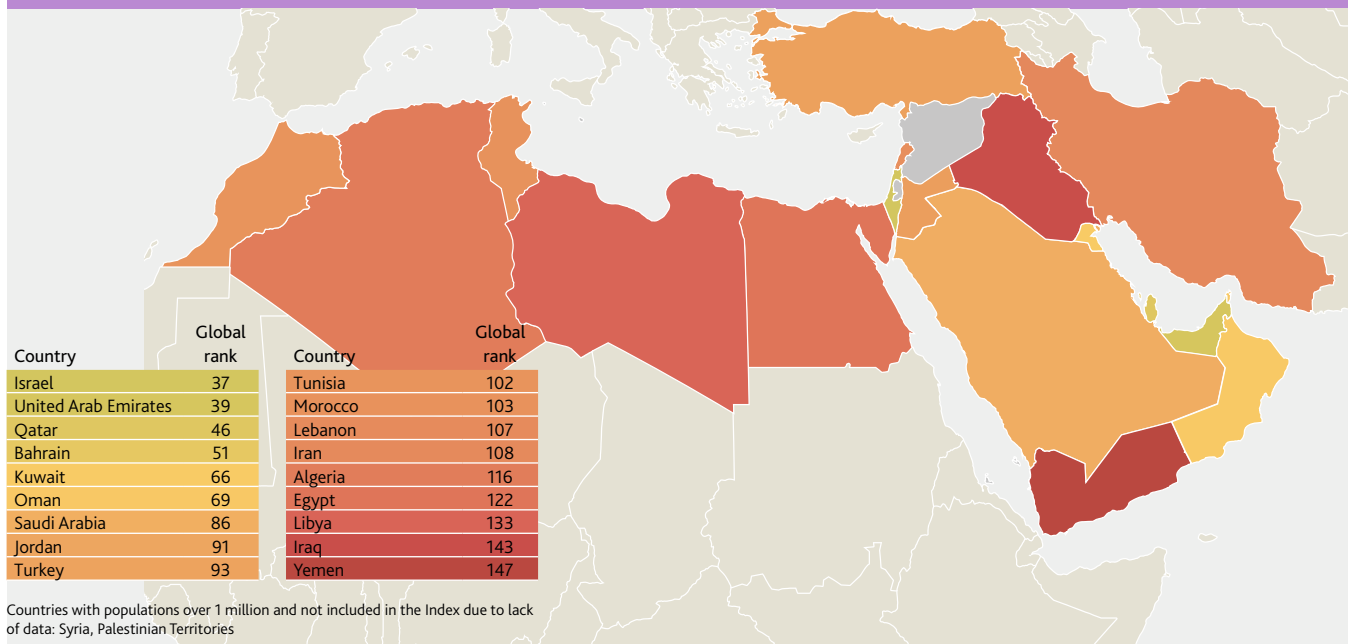 Country Global rank
Israel 37
United Arab Emirates 39
Qatar 46
Bahrain 51
Kuwait 66
Oman 69
Saudi Arabia 86
Jordan 91
Turkey 93
Country Global rank
Tunisia 102
Morocco 103
Lebanon 107
Iran 108
Algeria 116
Egypt 122
Libya 133
Iraq 143
Yemen 147
Countries with populations over 1 million and not included in the Index due to lack
of data: Syria, Palestinian Territories